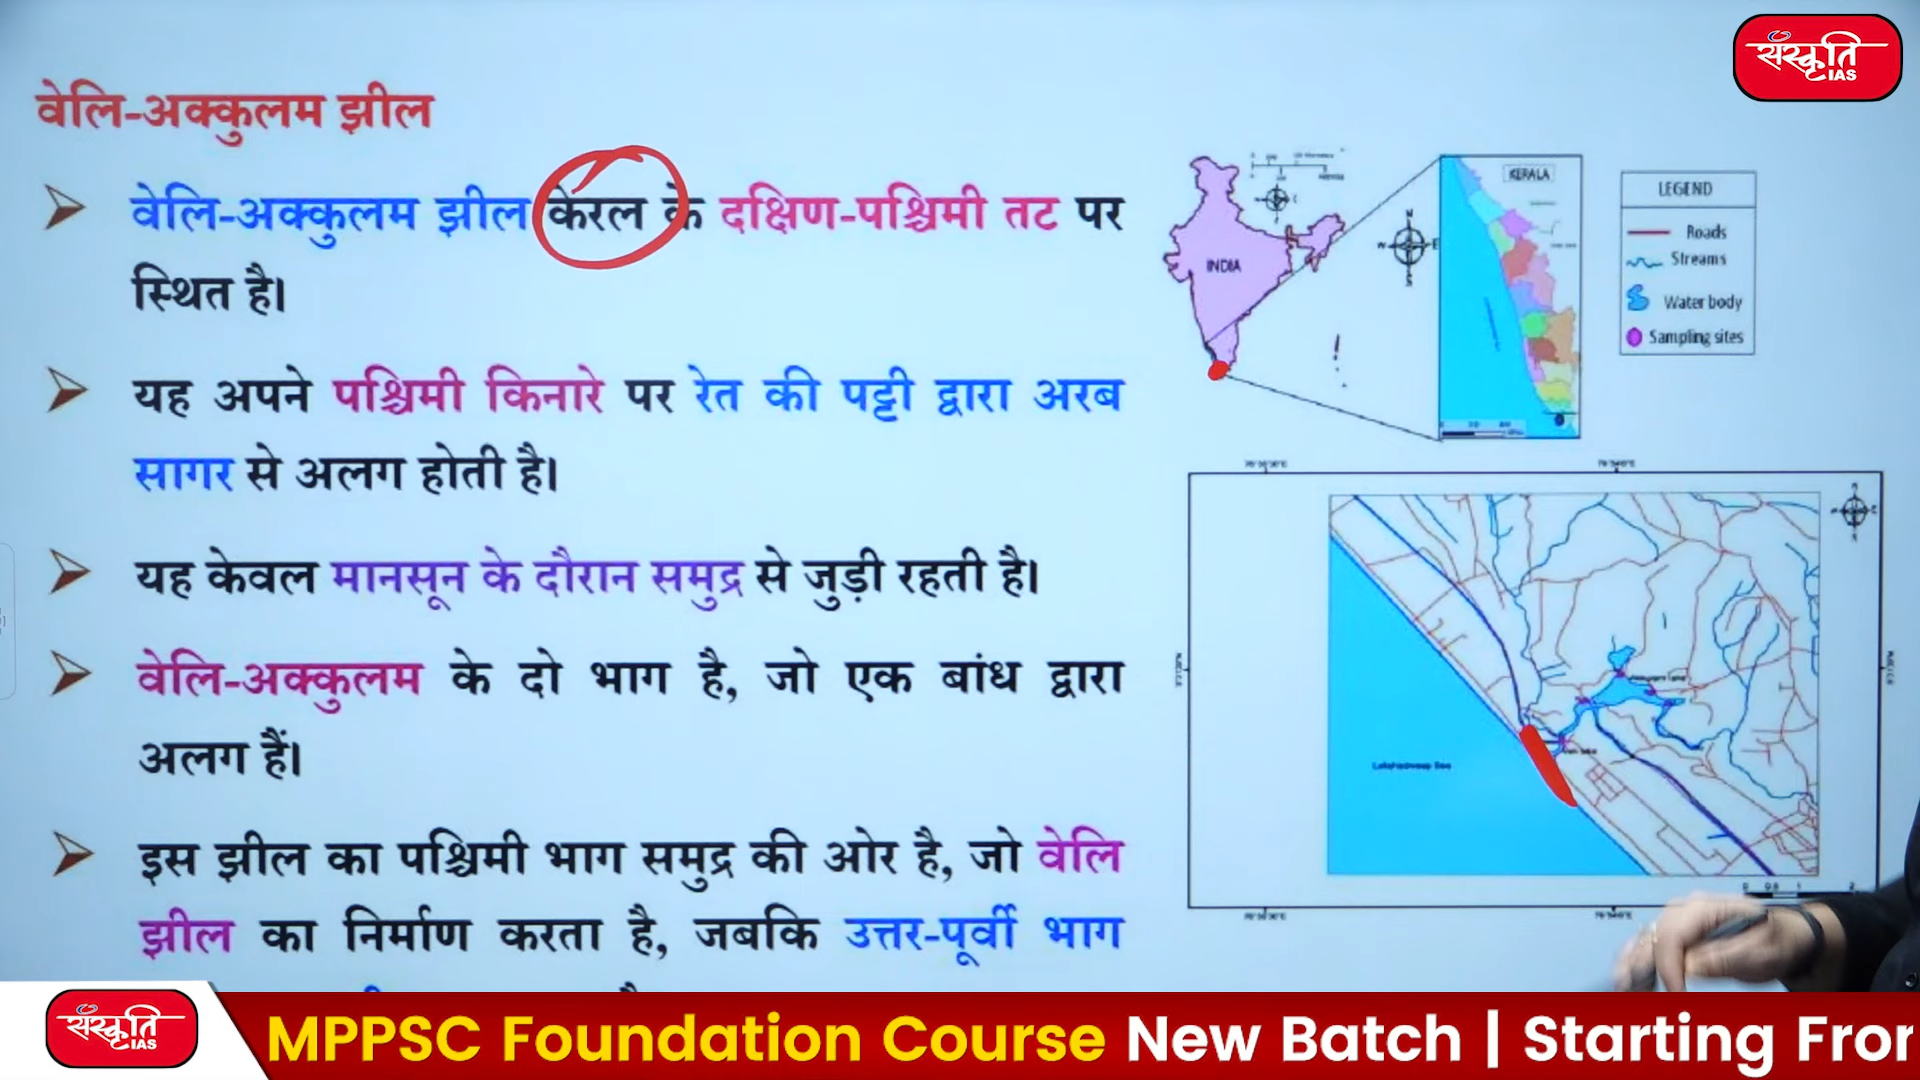 संस्कृति
IAS
वेलि-अक्कुलम झील
वेलि-अक्कुलम झील केरल के दक्षिण-पश्चिमी तट पर
स्थित है।
यह अपने पश्चिमी किनारे पर रेत की पट्टी द्वारा अरब
सागर से अलग होती है।
यह केवल मानसून के दौरान समुद्र से जुड़ी रहती है।
वेलि-अक्कुलम के दो भाग है, जो एक बांध द्वारा
अलग हैं।
इस झील का पश्चिमी भाग समुद्र की ओर है, जो वेलि
झील का निर्माण करता है, जबकि उत्तर-पूर्वी भाग
INDIA
N
W E
S
KERALA
LEGEND
Roads
Streams
Water body
Sampling sites
Lakshadweep Sea
संस्कृति
IAS
MPPSC Foundation Course New Batch | Starting Fror